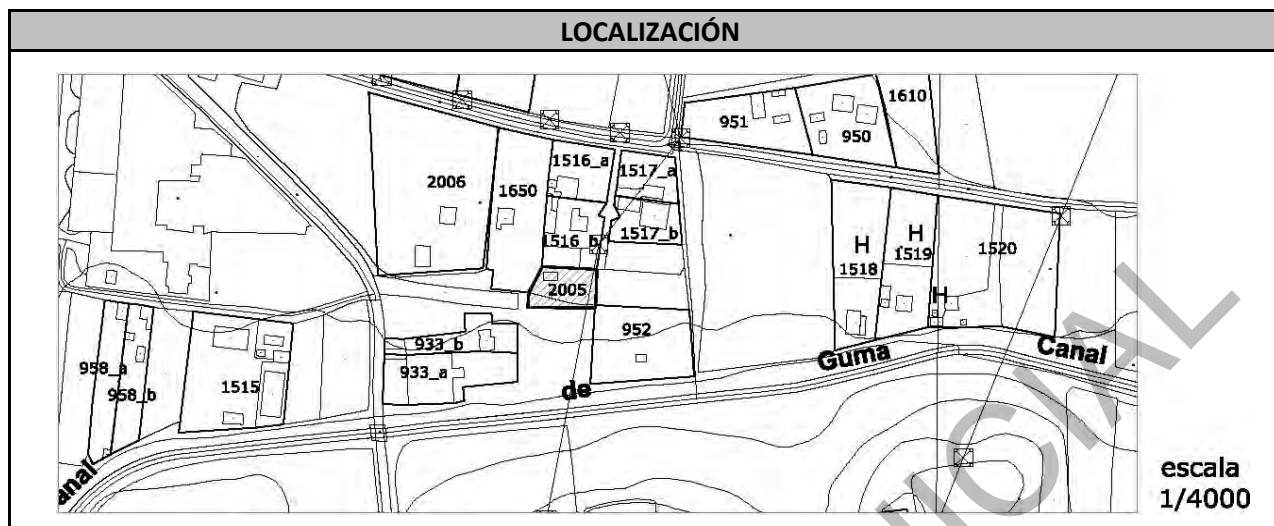 LOCALIZACIÓN
1610
951
950
1516_a
1517_a
2006
1650
1516_b
1517_b
H
1518
H
1519
1520
2005
H
952
933_b
933_a
958_a
958_b
1515
de
Guma
Canal
anal
escala
1/4000